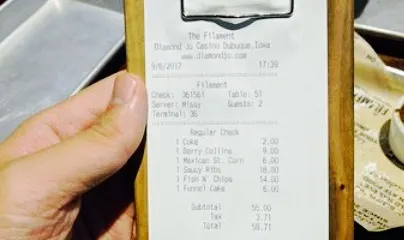 The Filament
Diamond Jo Casino Dubuque, Iowa
www.diamondjo.com
9/6/2017 17:39
Filament
Check: 361561 Table: 51
Server: Missy Guests: 2
Terminal: 36
Regular Check
1 Coke 2.00
1 Berry Collins 9.00
1 Mexican St. Corn 6.00
1 Saucy Ribs 18.00
1 Fish N' Chips 14.00
1 Funnel Cake 6.00
Subtotal 55.00
Tax 3.71
Total 58.71